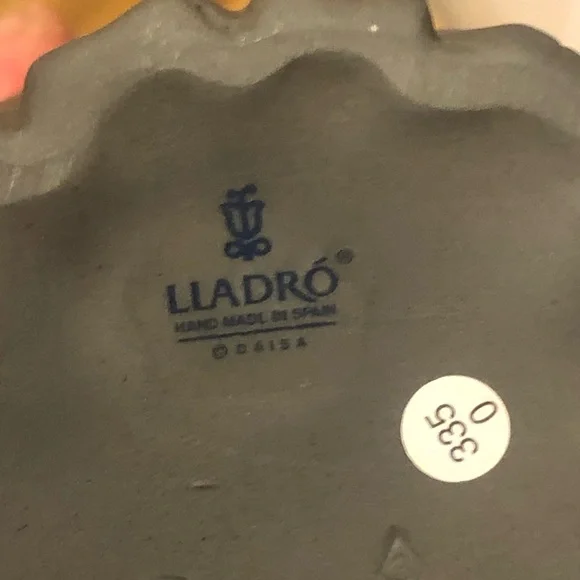 LLADRÓ®
HAND MADE IN SPAIN
© DAISA
335
0